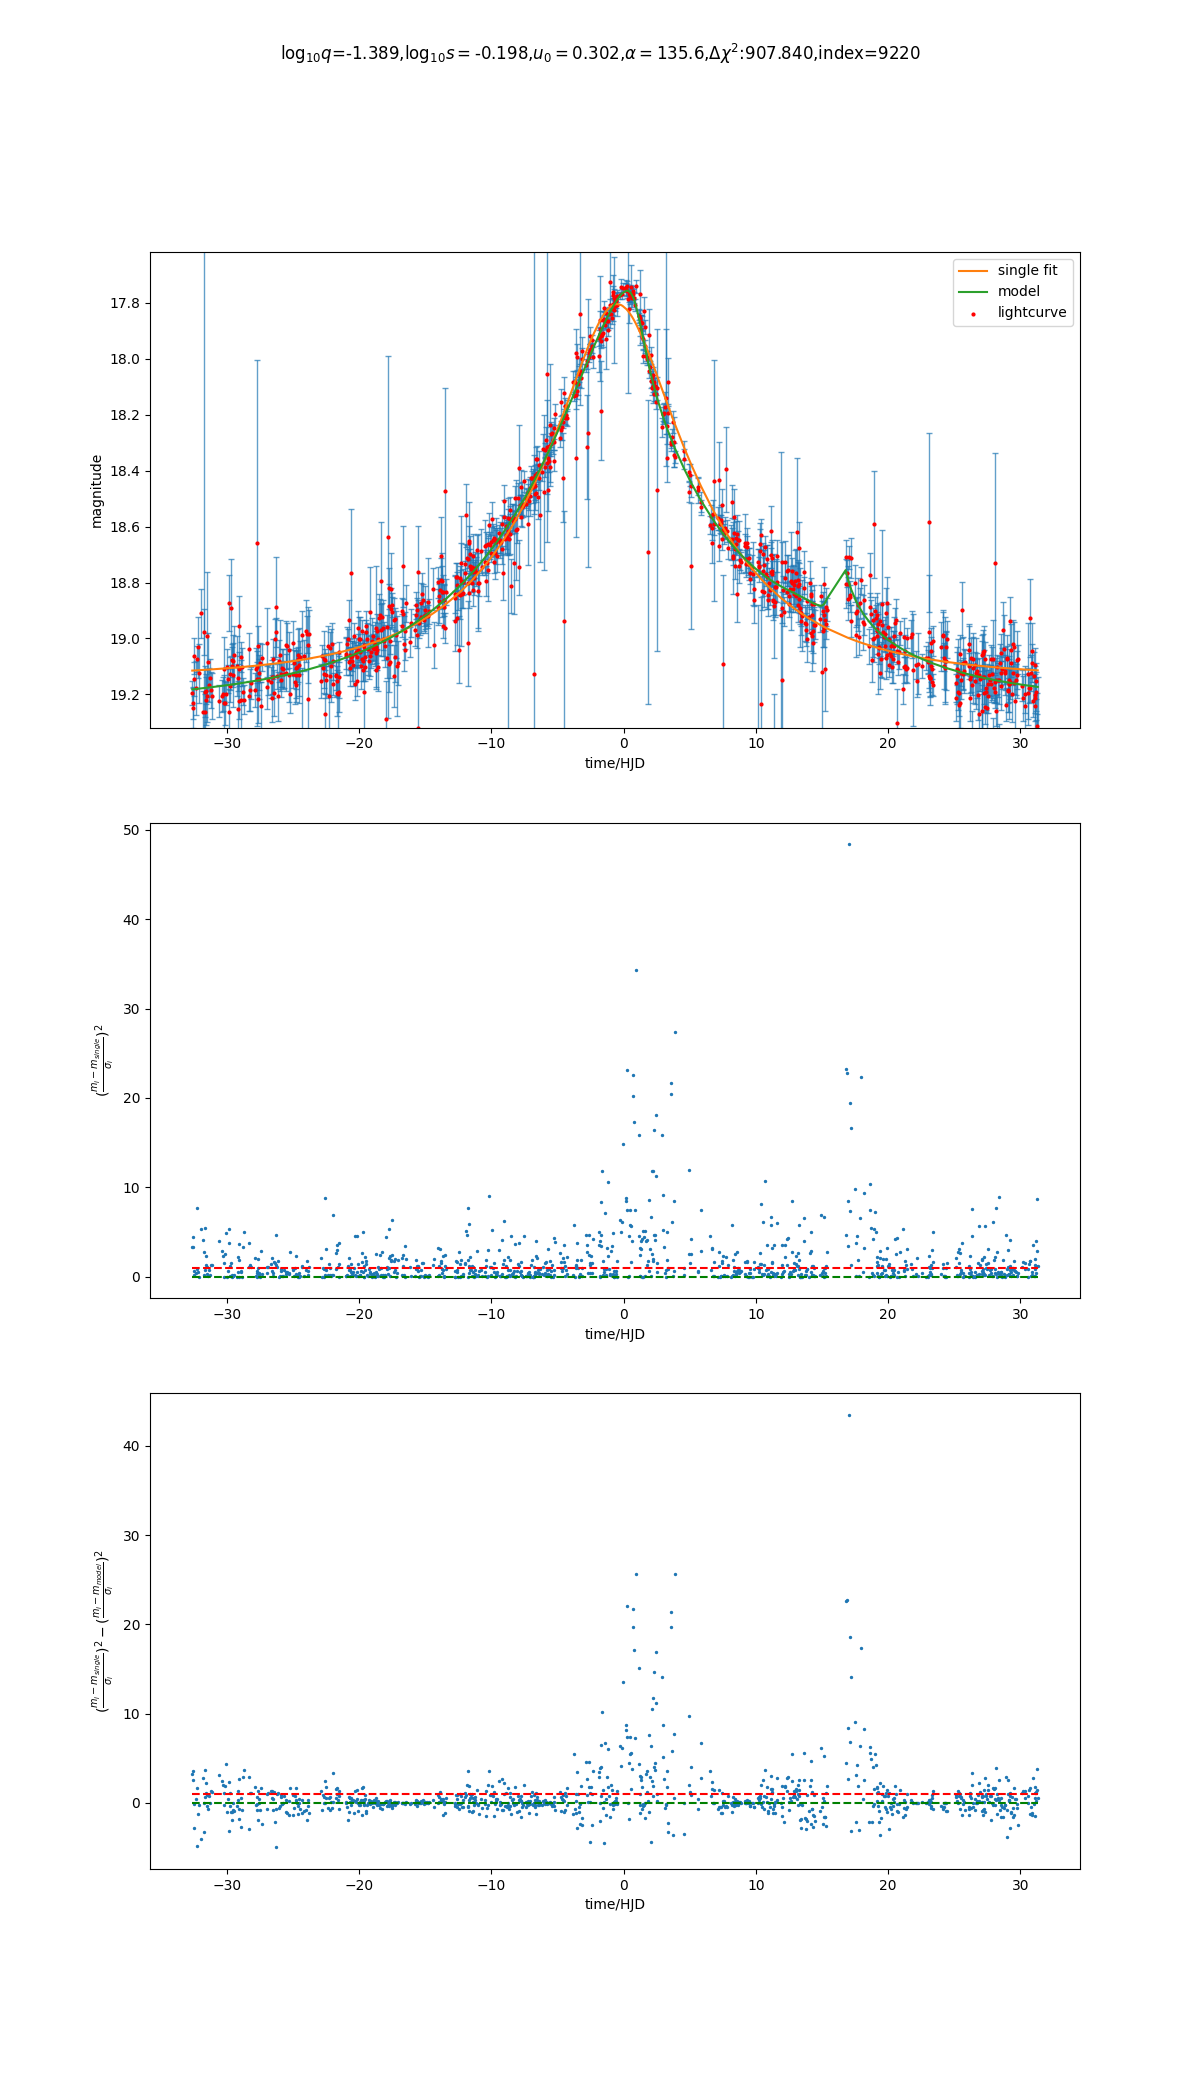 log₁₀q=-1.389,log₁₀s = -0.198,u₀ = 0.302,α = 135.6,Δχ²:907.840,index=9220
single fit
model
lightcurve
17.8
18.0
18.2
18.4
18.6
18.8
19.0
19.2
magnitude
−30 −20 −10 0 10 20 30
time/HJD
50
40
30
20
10
0
((mᵢ − m_single)/σᵢ)²
−30 −20 −10 0 10 20 30
time/HJD
40
30
20
10
0
((mᵢ − m_single)/σᵢ)² − ((mᵢ − m_model)/σᵢ)²
−30 −20 −10 0 10 20 30
time/HJD